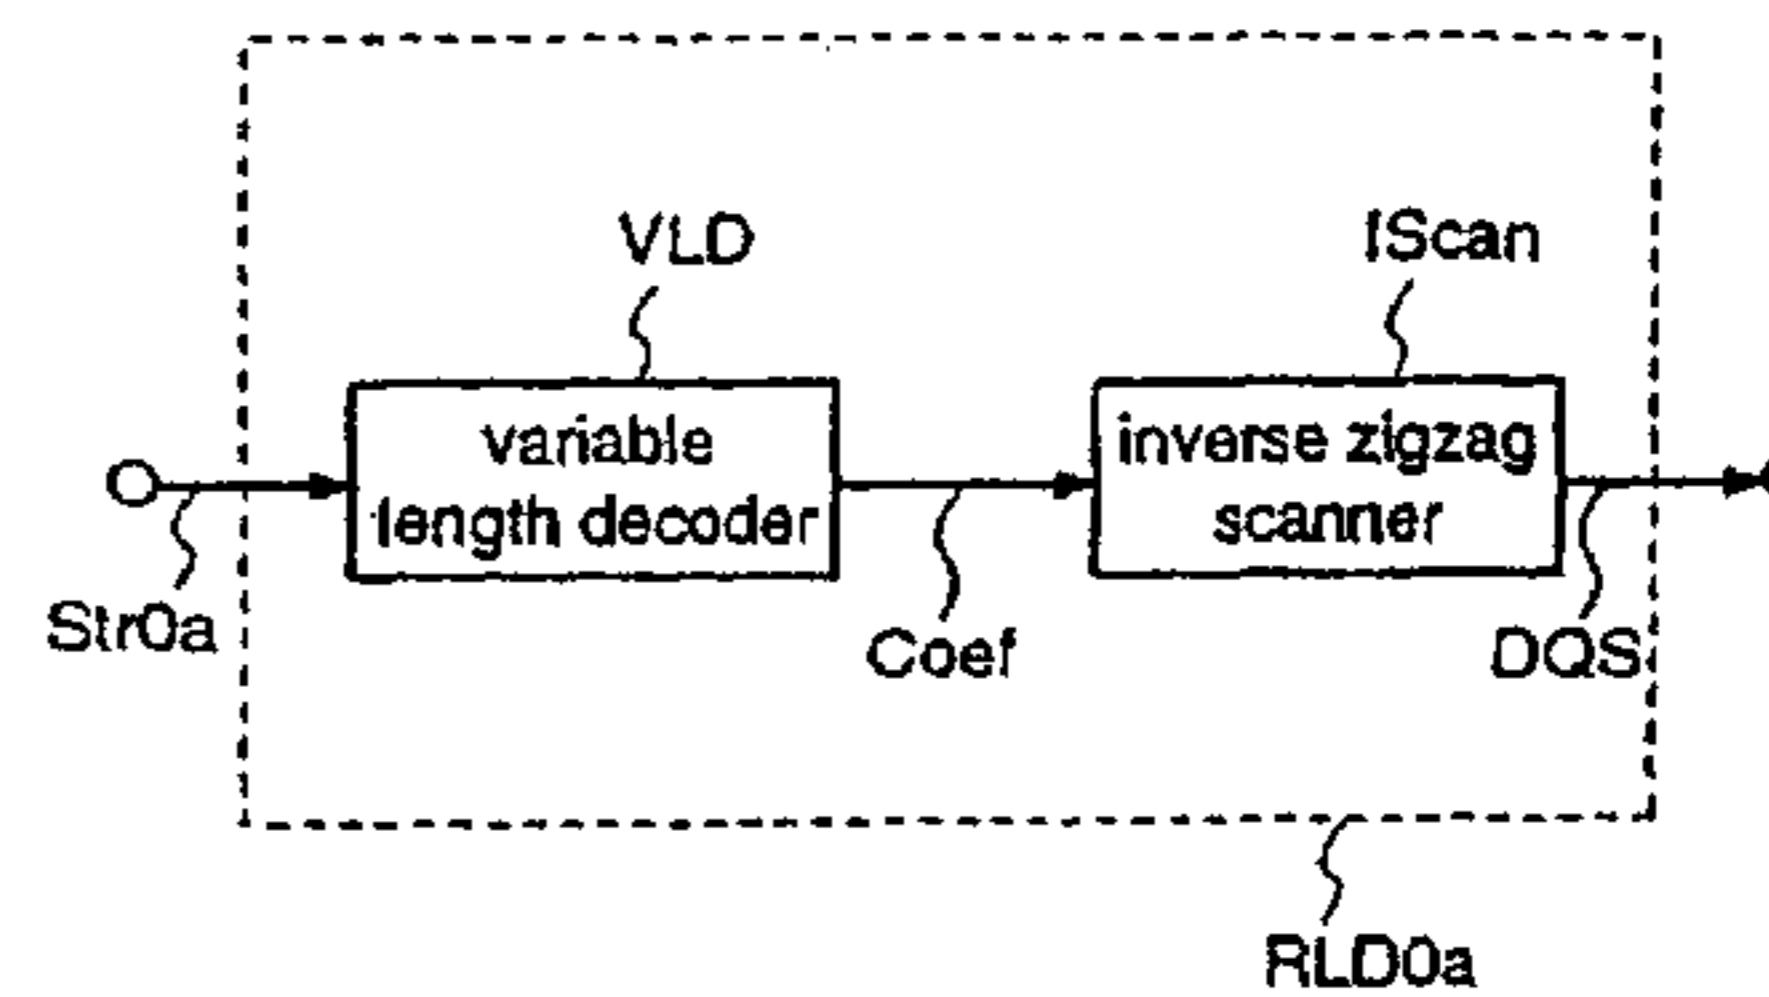 VLD
IScan
variable
length decoder
inverse zigzag
scanner
Str0a
Coef
DQS
RLD0a